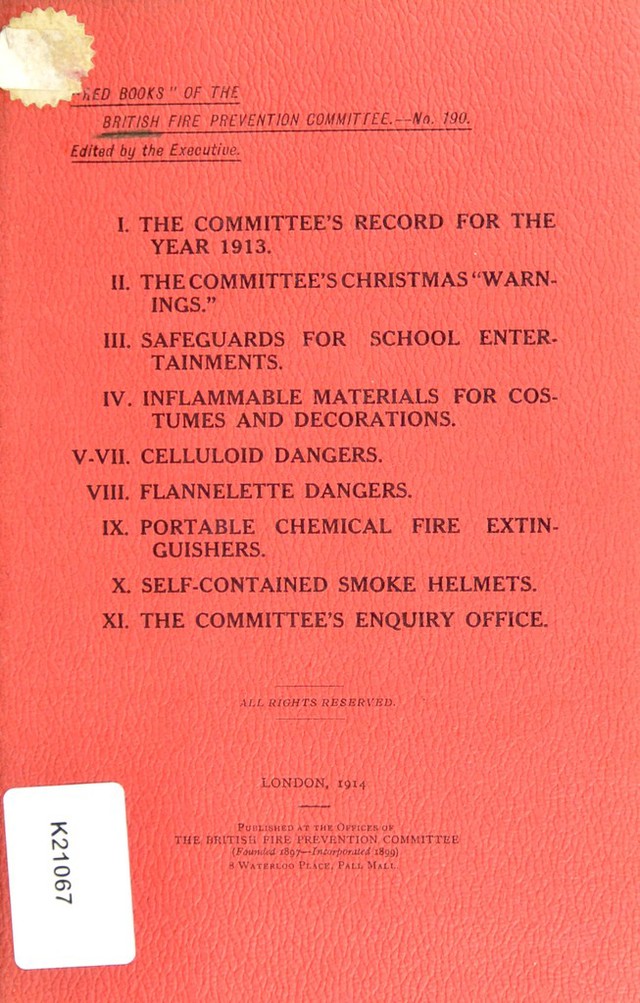 "RED BOOKS" OF THE
BRITISH FIRE PREVENTION COMMITTEE.—No. 190.
Edited by the Executive.
I. THE COMMITTEE'S RECORD FOR THE
YEAR 1913.
II. THE COMMITTEE'S CHRISTMAS "WARN-
INGS."
III. SAFEGUARDS FOR SCHOOL ENTER-
TAINMENTS.
IV. INFLAMMABLE MATERIALS FOR COS-
TUMES AND DECORATIONS.
V-VII. CELLULOID DANGERS.
VIII. FLANNELETTE DANGERS.
IX. PORTABLE CHEMICAL FIRE EXTIN-
GUISHERS.
X. SELF-CONTAINED SMOKE HELMETS.
XI. THE COMMITTEE'S ENQUIRY OFFICE.
ALL RIGHTS RESERVED.
LONDON, 1914
PUBLISHED AT THE OFFICES OF
THE BRITISH FIRE PREVENTION COMMITTEE
(Founded 1897—Incorporated 1899)
8 WATERLOO PLACE, PALL MALL.
K21067